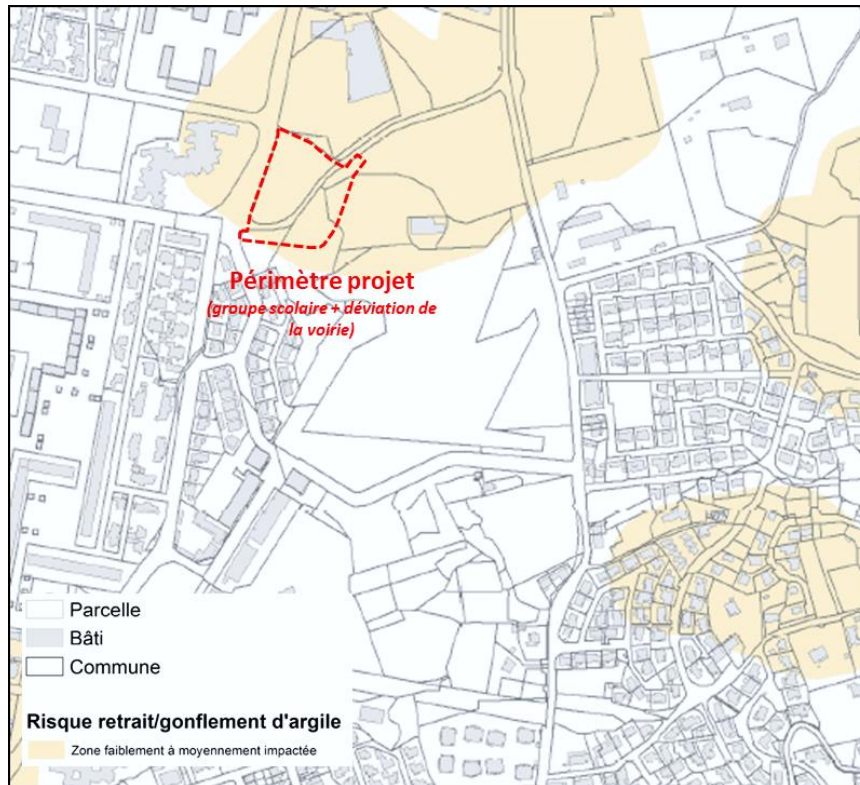 Périmètre projet
(groupe scolaire + déviation de
la voirie)
Parcelle
Bâti
Commune
Risque retrait/gonflement d'argile
Zone faiblement à moyennement impactée